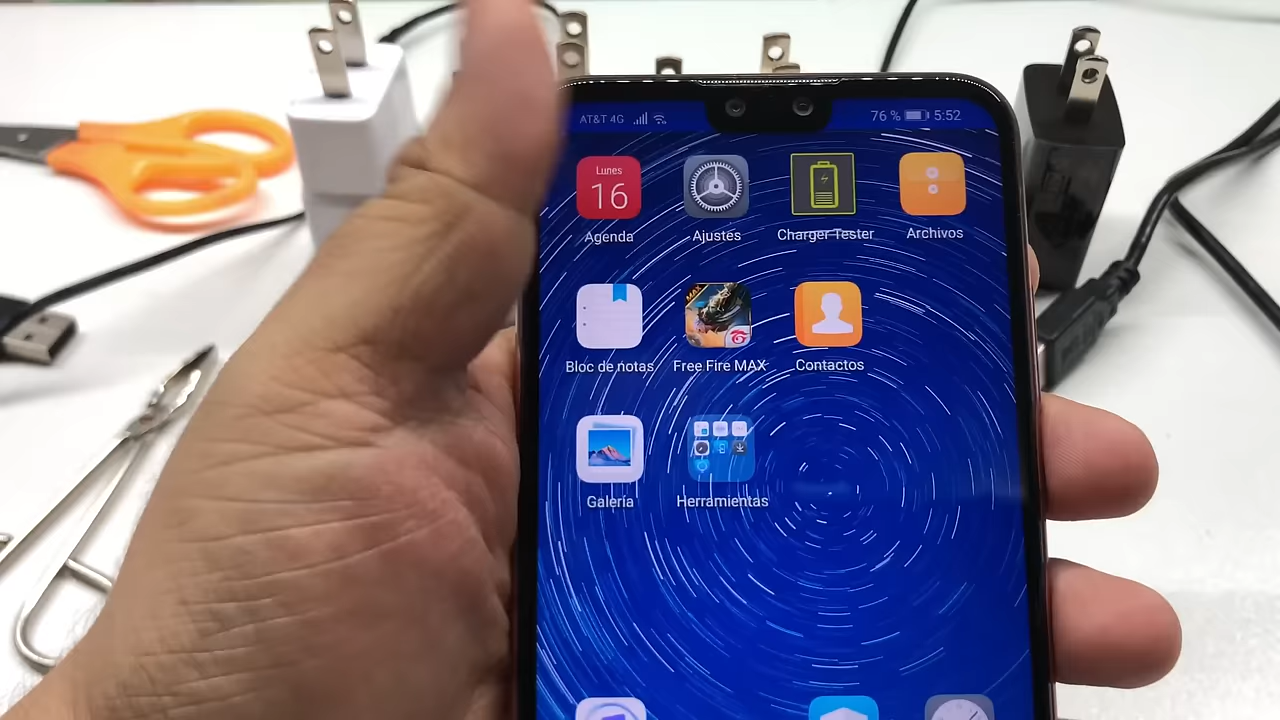 AT&T 4G
76 % 5:52
Lunes
16
Agenda
Ajustes
Charger Tester
Archivos
MAX
Bloc de notas
Free Fire MAX
Contactos
Galería
Herramientas